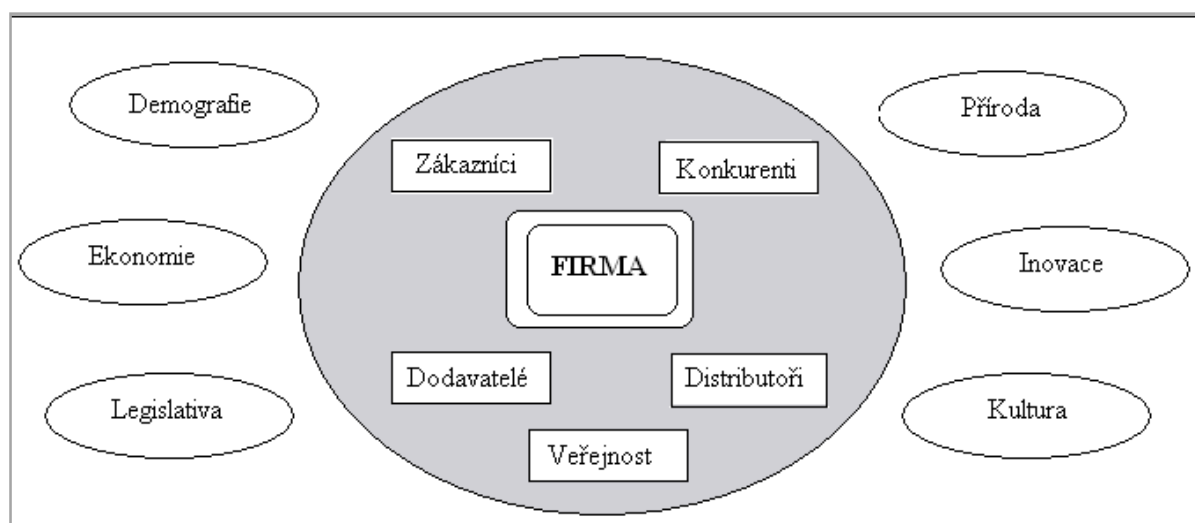 Demografie
Příroda
Zákazníci
Konkurenti
Ekonomie
FIRMA
Inovace
Dodavatelé
Distributoři
Legislativa
Kultura
Veřejnost